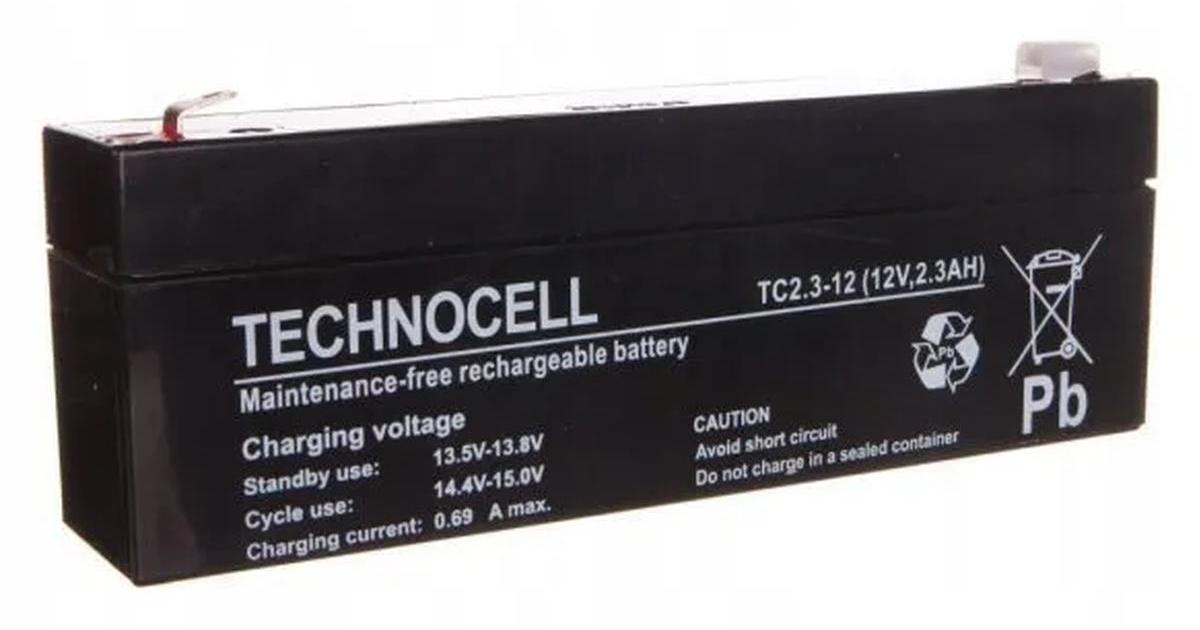 TECHNOCELL
TC2.3-12 (12V,2.3AH)
Maintenance-free rechargeable battery
Pb
Pb
Charging voltage
Standby use: 13.5V-13.8V
Cycle use: 14.4V-15.0V
Charging current: 0.69 A max.
CAUTION
Avoid short circuit
Do not charge in a sealed container